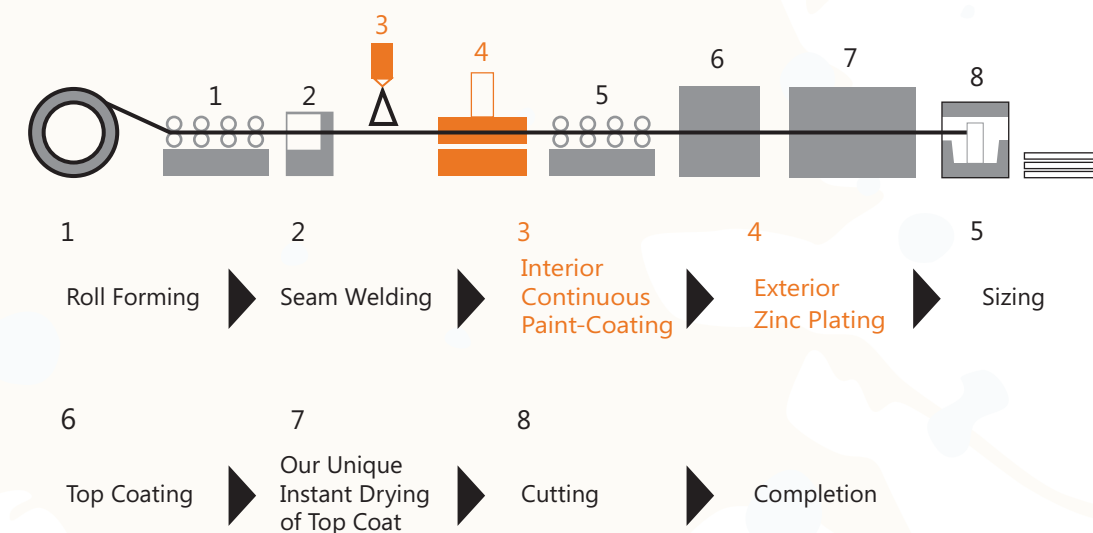 3
4
6
7
8
1
2
5
1
2
3
4
5
Roll Forming
Seam Welding
Interior
Continuous
Paint-Coating
Exterior
Zinc Plating
Sizing
6
7
8
Top Coating
Our Unique
Instant Drying
of Top Coat
Cutting
Completion